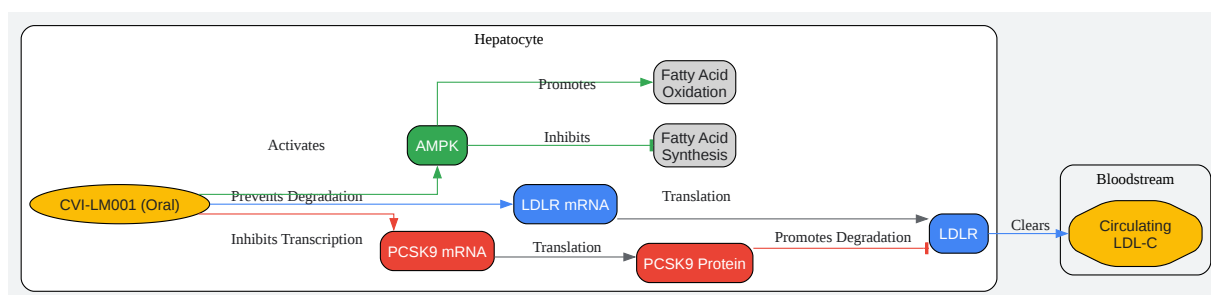 Hepatocyte
Fatty Acid
Oxidation
Promotes
Activates
AMPK
Inhibits
Fatty Acid
Synthesis
CVI-LM001 (Oral)
Prevents Degradation
LDLR mRNA
Translation
Inhibits Transcription
PCSK9 mRNA
Translation
PCSK9 Protein
Promotes Degradation
LDLR
Clears
Bloodstream
Circulating
LDL-C